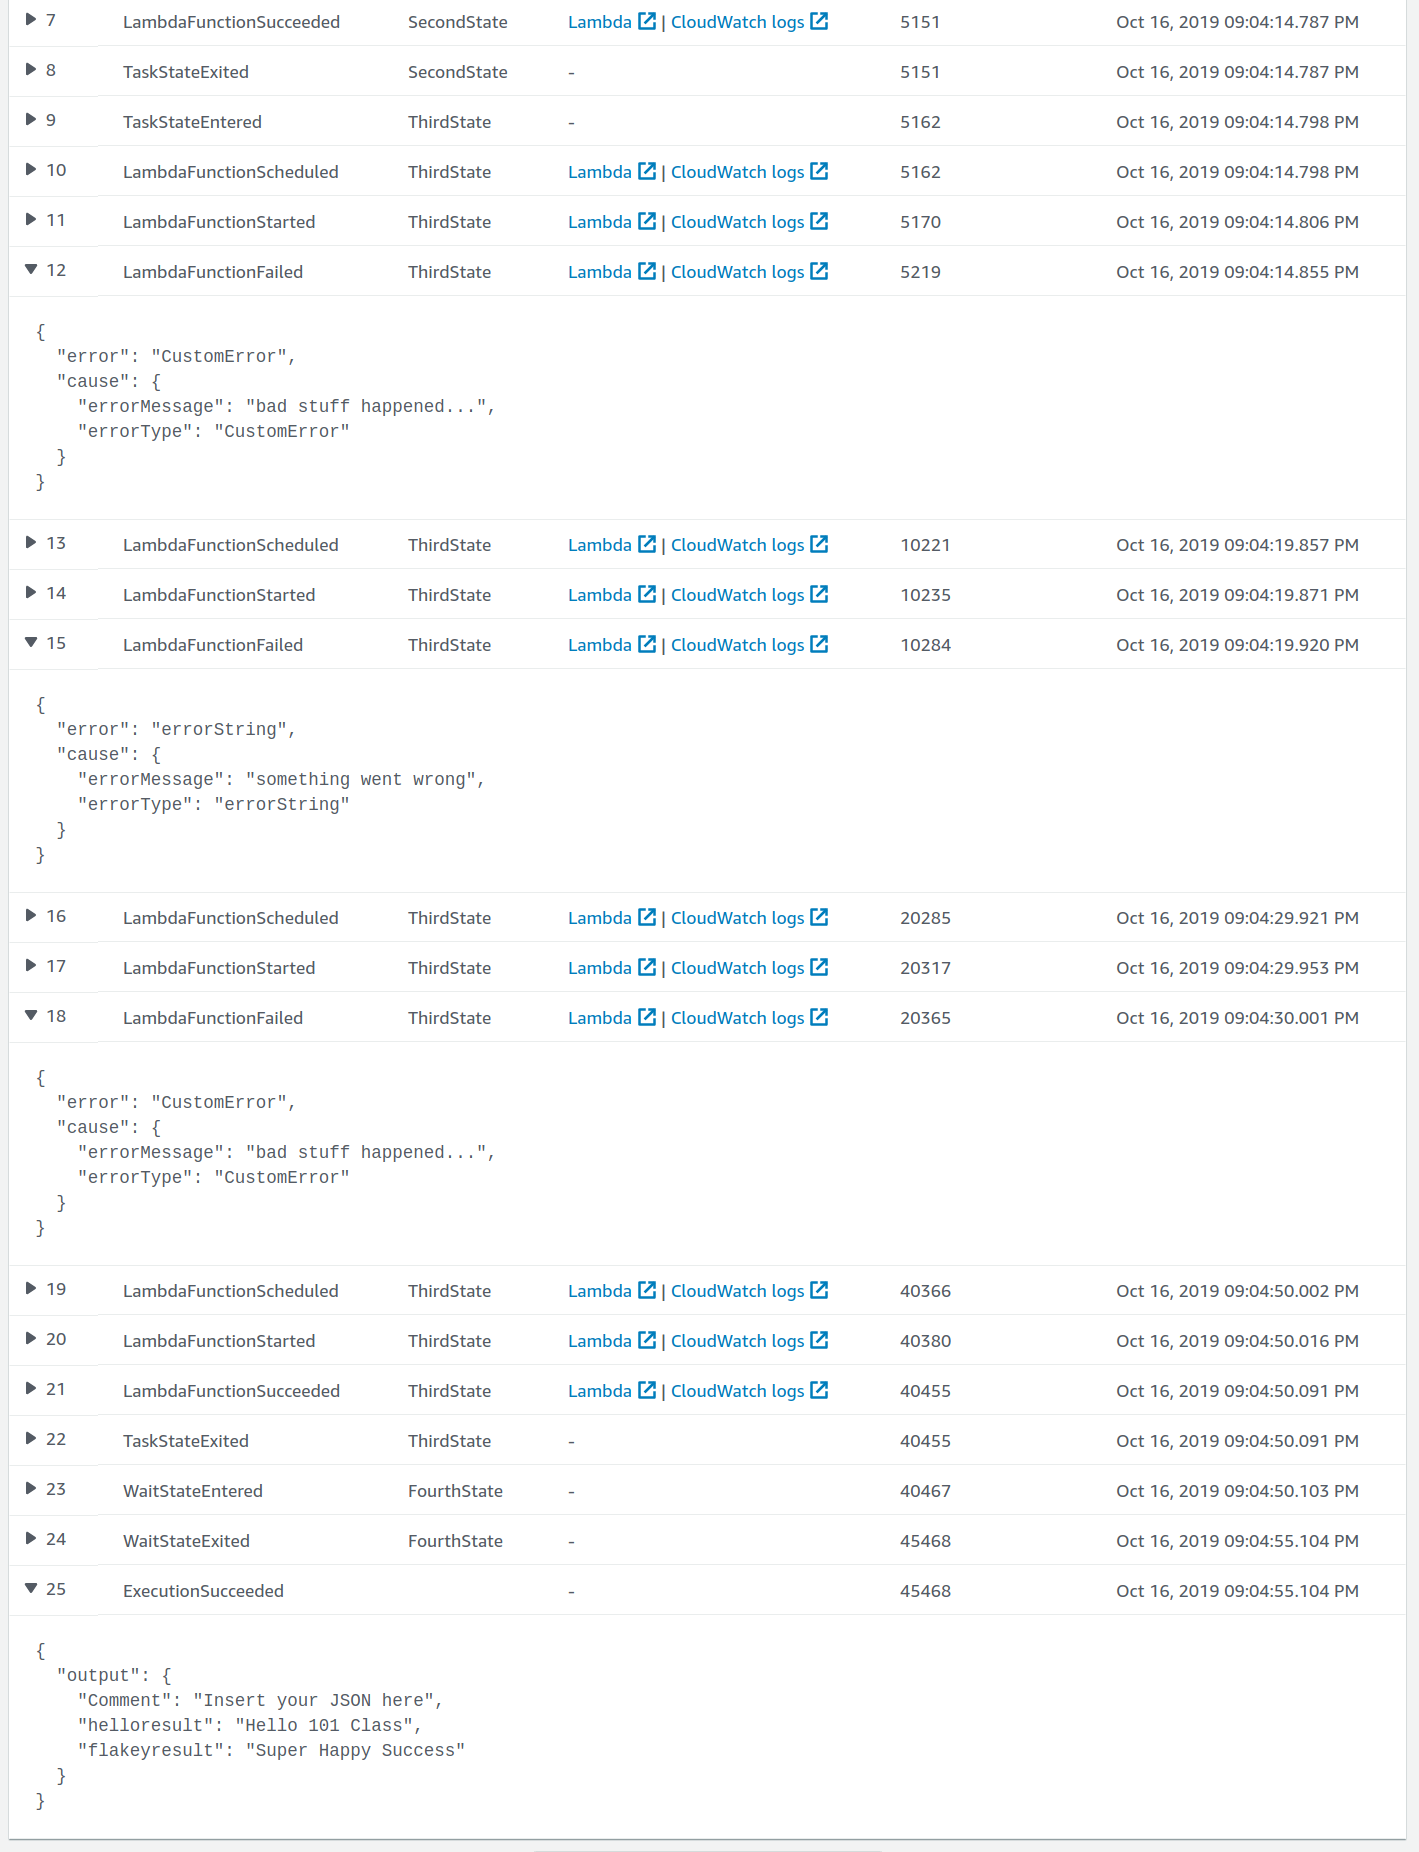 7 LambdaFunctionSucceeded SecondState Lambda | CloudWatch logs 5151 Oct 16, 2019 09:04:14.787 PM
8 TaskStateExited SecondState - 5151 Oct 16, 2019 09:04:14.787 PM
9 TaskStateEntered ThirdState - 5162 Oct 16, 2019 09:04:14.798 PM
10 LambdaFunctionScheduled ThirdState Lambda | CloudWatch logs 5162 Oct 16, 2019 09:04:14.798 PM
11 LambdaFunctionStarted ThirdState Lambda | CloudWatch logs 5170 Oct 16, 2019 09:04:14.806 PM
12 LambdaFunctionFailed ThirdState Lambda | CloudWatch logs 5219 Oct 16, 2019 09:04:14.855 PM
{
"error": "CustomError",
"cause": {
"errorMessage": "bad stuff happened...",
"errorType": "CustomError"
}
}
13 LambdaFunctionScheduled ThirdState Lambda | CloudWatch logs 10221 Oct 16, 2019 09:04:19.857 PM
14 LambdaFunctionStarted ThirdState Lambda | CloudWatch logs 10235 Oct 16, 2019 09:04:19.871 PM
15 LambdaFunctionFailed ThirdState Lambda | CloudWatch logs 10284 Oct 16, 2019 09:04:19.920 PM
{
"error": "errorString",
"cause": {
"errorMessage": "something went wrong",
"errorType": "errorString"
}
}
16 LambdaFunctionScheduled ThirdState Lambda | CloudWatch logs 20285 Oct 16, 2019 09:04:29.921 PM
17 LambdaFunctionStarted ThirdState Lambda | CloudWatch logs 20317 Oct 16, 2019 09:04:29.953 PM
18 LambdaFunctionFailed ThirdState Lambda | CloudWatch logs 20365 Oct 16, 2019 09:04:30.001 PM
{
"error": "CustomError",
"cause": {
"errorMessage": "bad stuff happened...",
"errorType": "CustomError"
}
}
19 LambdaFunctionScheduled ThirdState Lambda | CloudWatch logs 40366 Oct 16, 2019 09:04:50.002 PM
20 LambdaFunctionStarted ThirdState Lambda | CloudWatch logs 40380 Oct 16, 2019 09:04:50.016 PM
21 LambdaFunctionSucceeded ThirdState Lambda | CloudWatch logs 40455 Oct 16, 2019 09:04:50.091 PM
22 TaskStateExited ThirdState - 40455 Oct 16, 2019 09:04:50.091 PM
23 WaitStateEntered FourthState - 40467 Oct 16, 2019 09:04:50.103 PM
24 WaitStateExited FourthState - 45468 Oct 16, 2019 09:04:55.104 PM
25 ExecutionSucceeded - 45468 Oct 16, 2019 09:04:55.104 PM
{
"output": {
"Comment": "Insert your JSON here",
"helloresult": "Hello 101 Class",
"flakeyresult": "Super Happy Success"
}
}